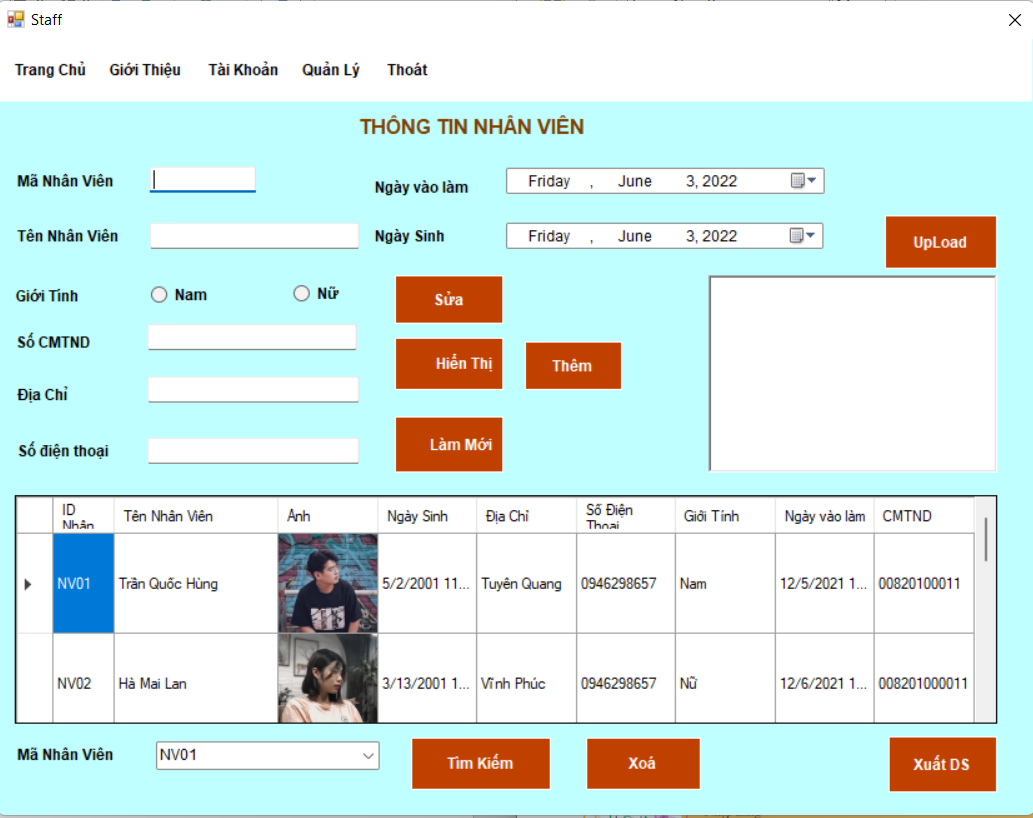 Staff
Trang Chủ Giới Thiệu Tài Khoản Quản Lý Thoát
THÔNG TIN NHÂN VIÊN
Mã Nhân Viên
Ngày vào làm Friday , June 3, 2022
Tên Nhân Viên
Ngày Sinh Friday , June 3, 2022
UpLoad
Giới Tính Nam Nữ
Sửa
Số CMTND
Hiển Thị
Thêm
Địa Chỉ
Số điện thoại
Làm Mới
ID Nhân Tên Nhân Viên Ảnh Ngày Sinh Địa Chỉ Số Điện Thoại Giới Tính Ngày vào làm CMTND
NV01 Trần Quốc Hùng 5/2/2001 11... Tuyên Quang 0946298657 Nam 12/5/2021 1... 00820100011
NV02 Hà Mai Lan 3/13/2001 1... Vĩnh Phúc 0946298657 Nữ 12/6/2021 1... 008201000011
Mã Nhân Viên NV01
Tìm Kiếm
Xoá
Xuất DS